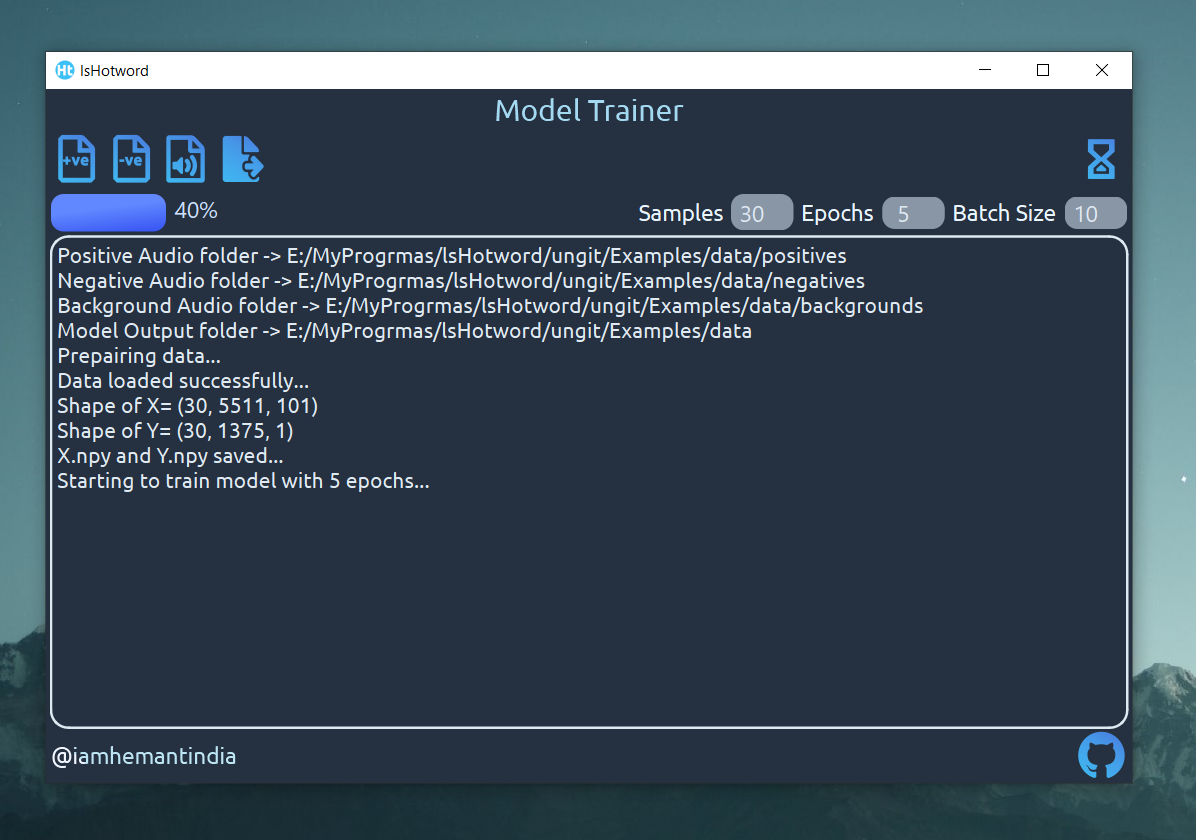 Ht lsHotword
Model Trainer
+ve -ve
40% Samples 30 Epochs 5 Batch Size 10
Positive Audio folder -> E:/MyProgrmas/lsHotword/ungit/Examples/data/positives
Negative Audio folder -> E:/MyProgrmas/lsHotword/ungit/Examples/data/negatives
Background Audio folder -> E:/MyProgrmas/lsHotword/ungit/Examples/data/backgrounds
Model Output folder -> E:/MyProgrmas/lsHotword/ungit/Examples/data
Prepairing data...
Data loaded successfully...
Shape of X= (30, 5511, 101)
Shape of Y= (30, 1375, 1)
X.npy and Y.npy saved...
Starting to train model with 5 epochs...
@iamhemantindia